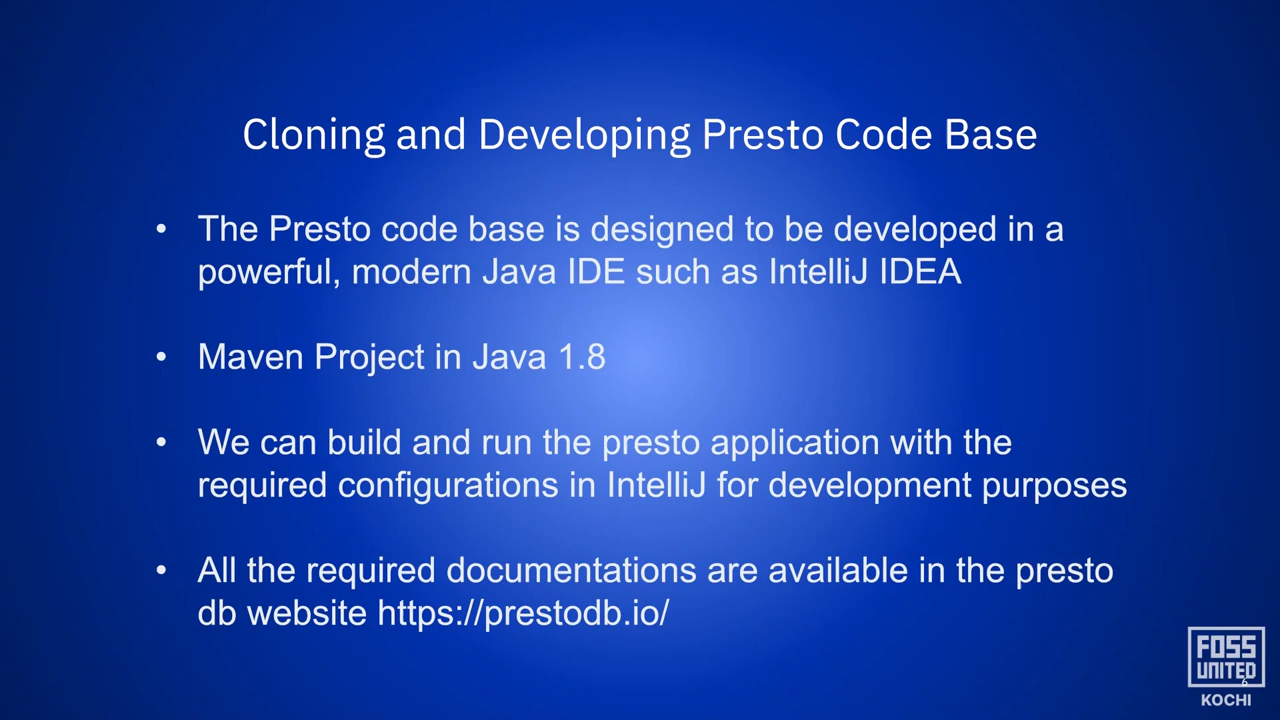 Cloning and Developing Presto Code Base
• The Presto code base is designed to be developed in a
powerful, modern Java IDE such as IntelliJ IDEA
• Maven Project in Java 1.8
• We can build and run the presto application with the
required configurations in IntelliJ for development purposes
• All the required documentations are available in the presto
db website https://prestodb.io/
FOSS
UNITED
6
KOCHI